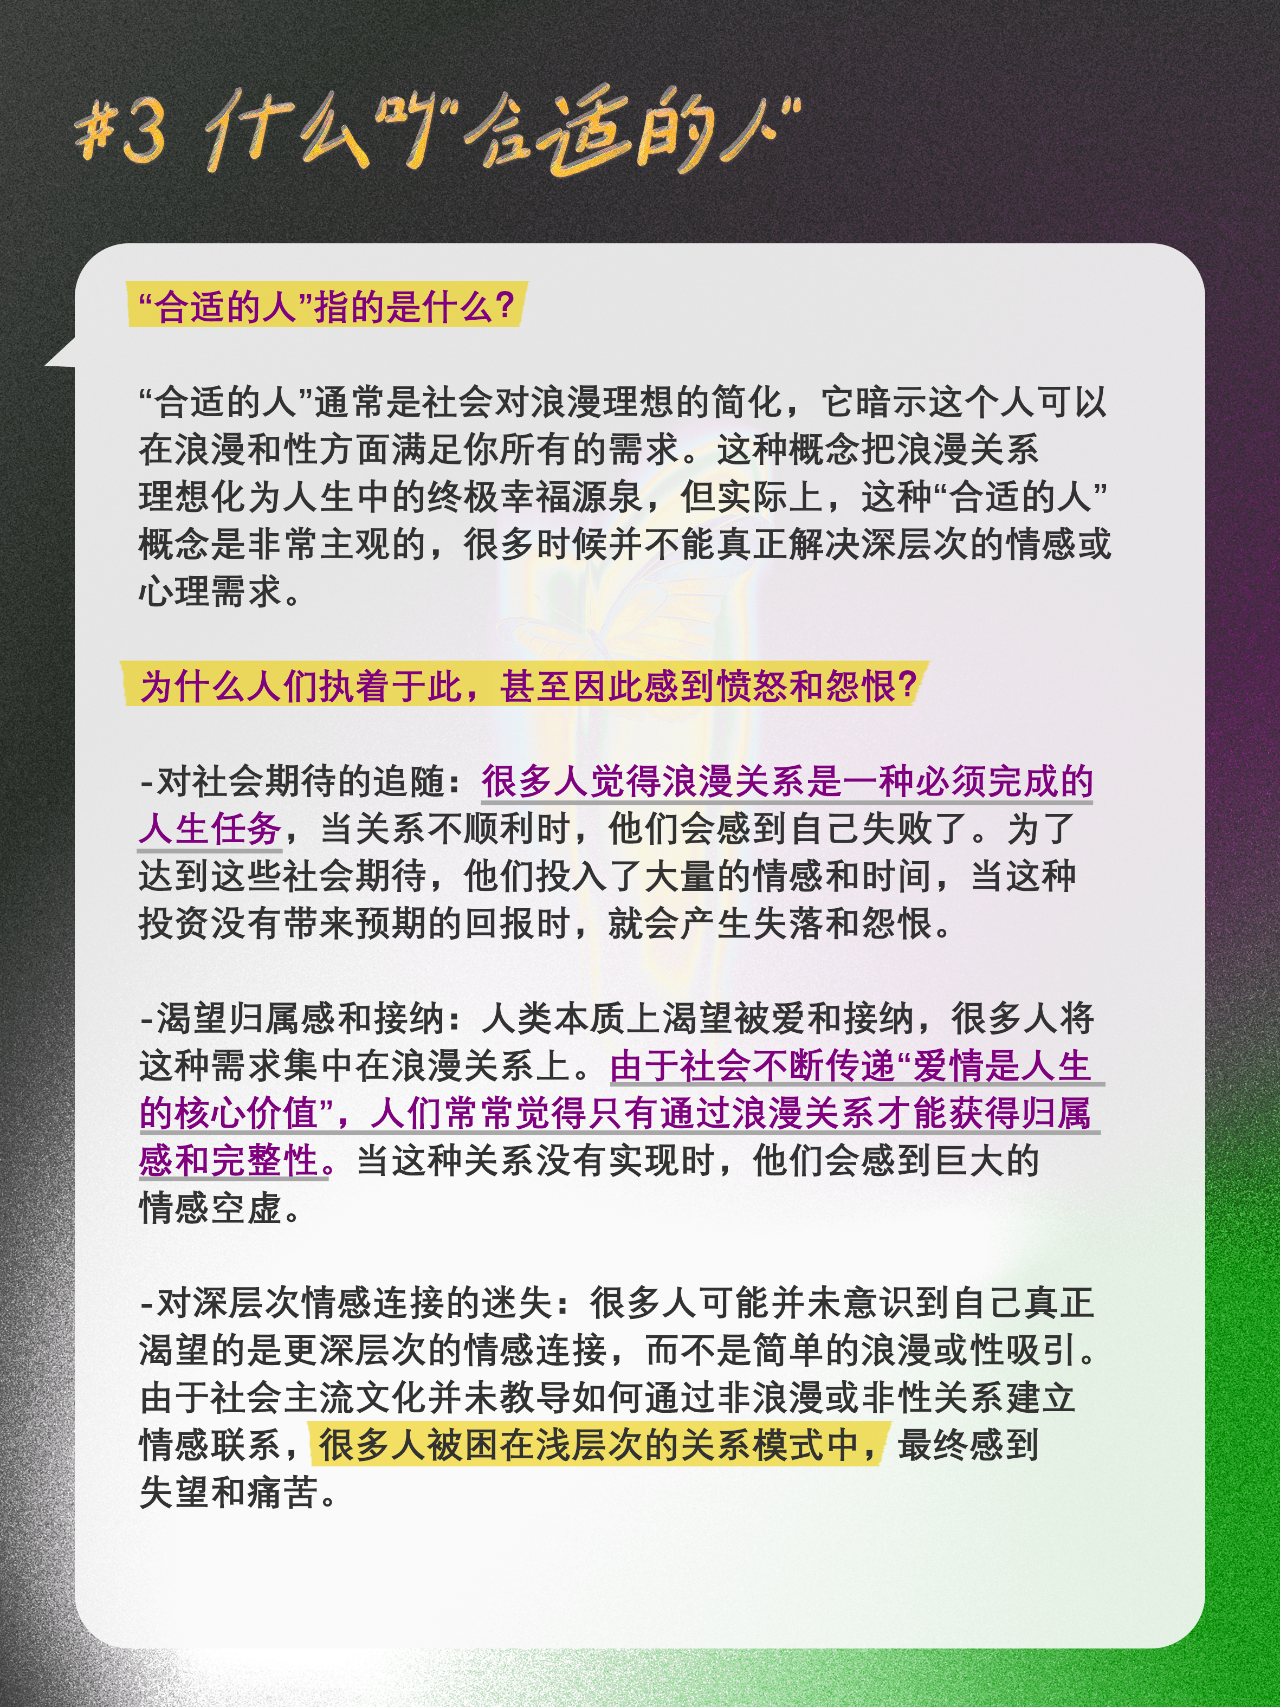 #3 什么叫“合适的人”
“合适的人”指的是什么?
“合适的人”通常是社会对浪漫理想的简化，它暗示这个人可以
在浪漫和性方面满足你所有的需求。这种概念把浪漫关系
理想化为人生中的终极幸福源泉，但实际上，这种“合适的人”
概念是非常主观的，很多时候并不能真正解决深层次的情感或
心理需求。
为什么人们执着于此，甚至因此感到愤怒和怨恨?
-对社会期待的追随：很多人觉得浪漫关系是一种必须完成的
人生任务，当关系不顺利时，他们会感到自己失败了。为了
达到这些社会期待，他们投入了大量的情感和时间，当这种
投资没有带来预期的回报时，就会产生失落和怨恨。
-渴望归属感和接纳：人类本质上渴望被爱和接纳，很多人将
这种需求集中在浪漫关系上。由于社会不断传递“爱情是人生
的核心价值”，人们常常觉得只有通过浪漫关系才能获得归属
感和完整性。当这种关系没有实现时，他们会感到巨大的
情感空虚。
-对深层次情感连接的迷失：很多人可能并未意识到自己真正
渴望的是更深层次的情感连接，而不是简单的浪漫或性吸引。
由于社会主流文化并未教导如何通过非浪漫或非性关系建立
情感联系，很多人被困在浅层次的关系模式中，最终感到
失望和痛苦。